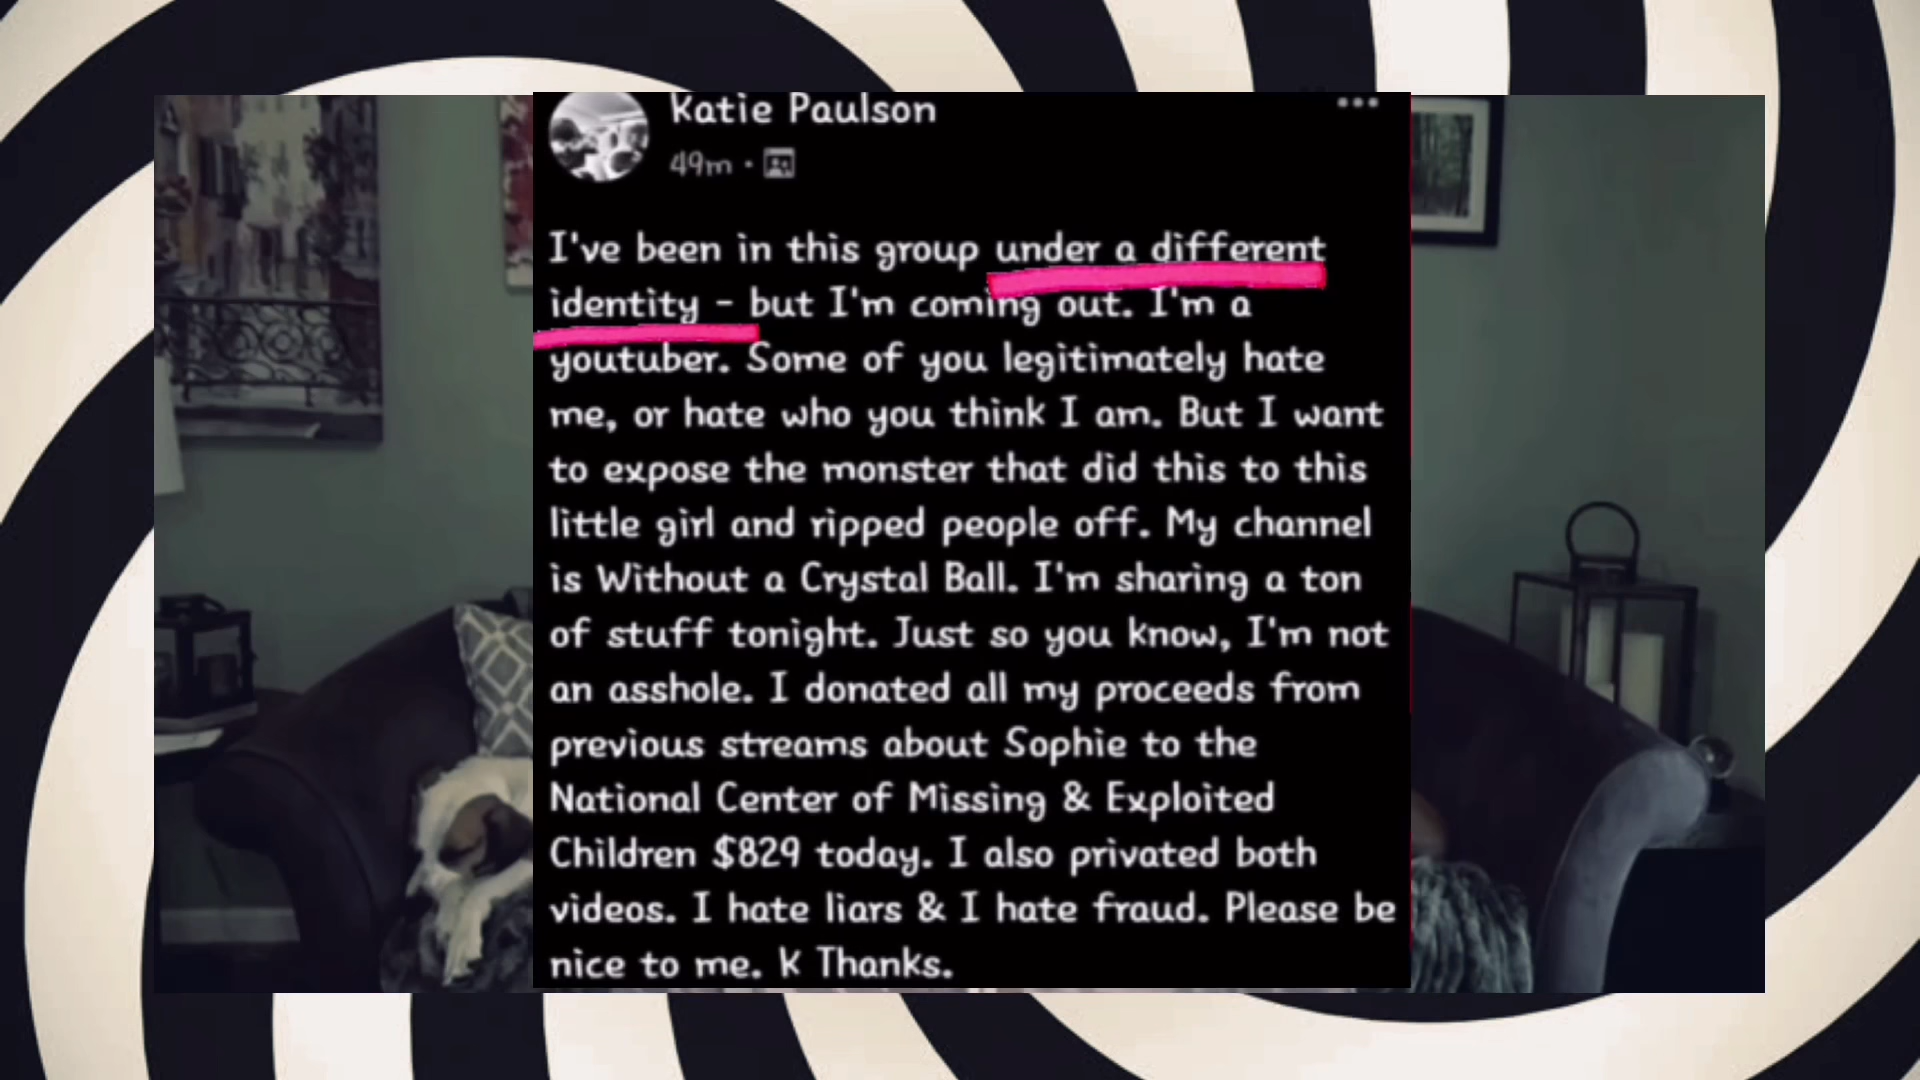 Katie Paulson
49m •
I've been in this group under a different
identity - but I'm coming out. I'm a
youtuber. Some of you legitimately hate
me, or hate who you think I am. But I want
to expose the monster that did this to this
little girl and ripped people off. My channel
is Without a Crystal Ball. I'm sharing a ton
of stuff tonight. Just so you know, I'm not
an asshole. I donated all my proceeds from
previous streams about Sophie to the
National Center of Missing & Exploited
Children $829 today. I also privated both
videos. I hate liars & I hate fraud. Please be
nice to me. K Thanks.